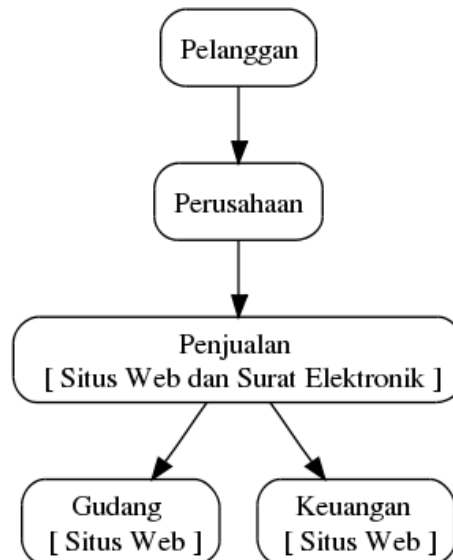 Pelanggan
Perusahaan
Penjualan
[ Situs Web dan Surat Elektronik ]
Gudang
[ Situs Web ]
Keuangan
[ Situs Web ]